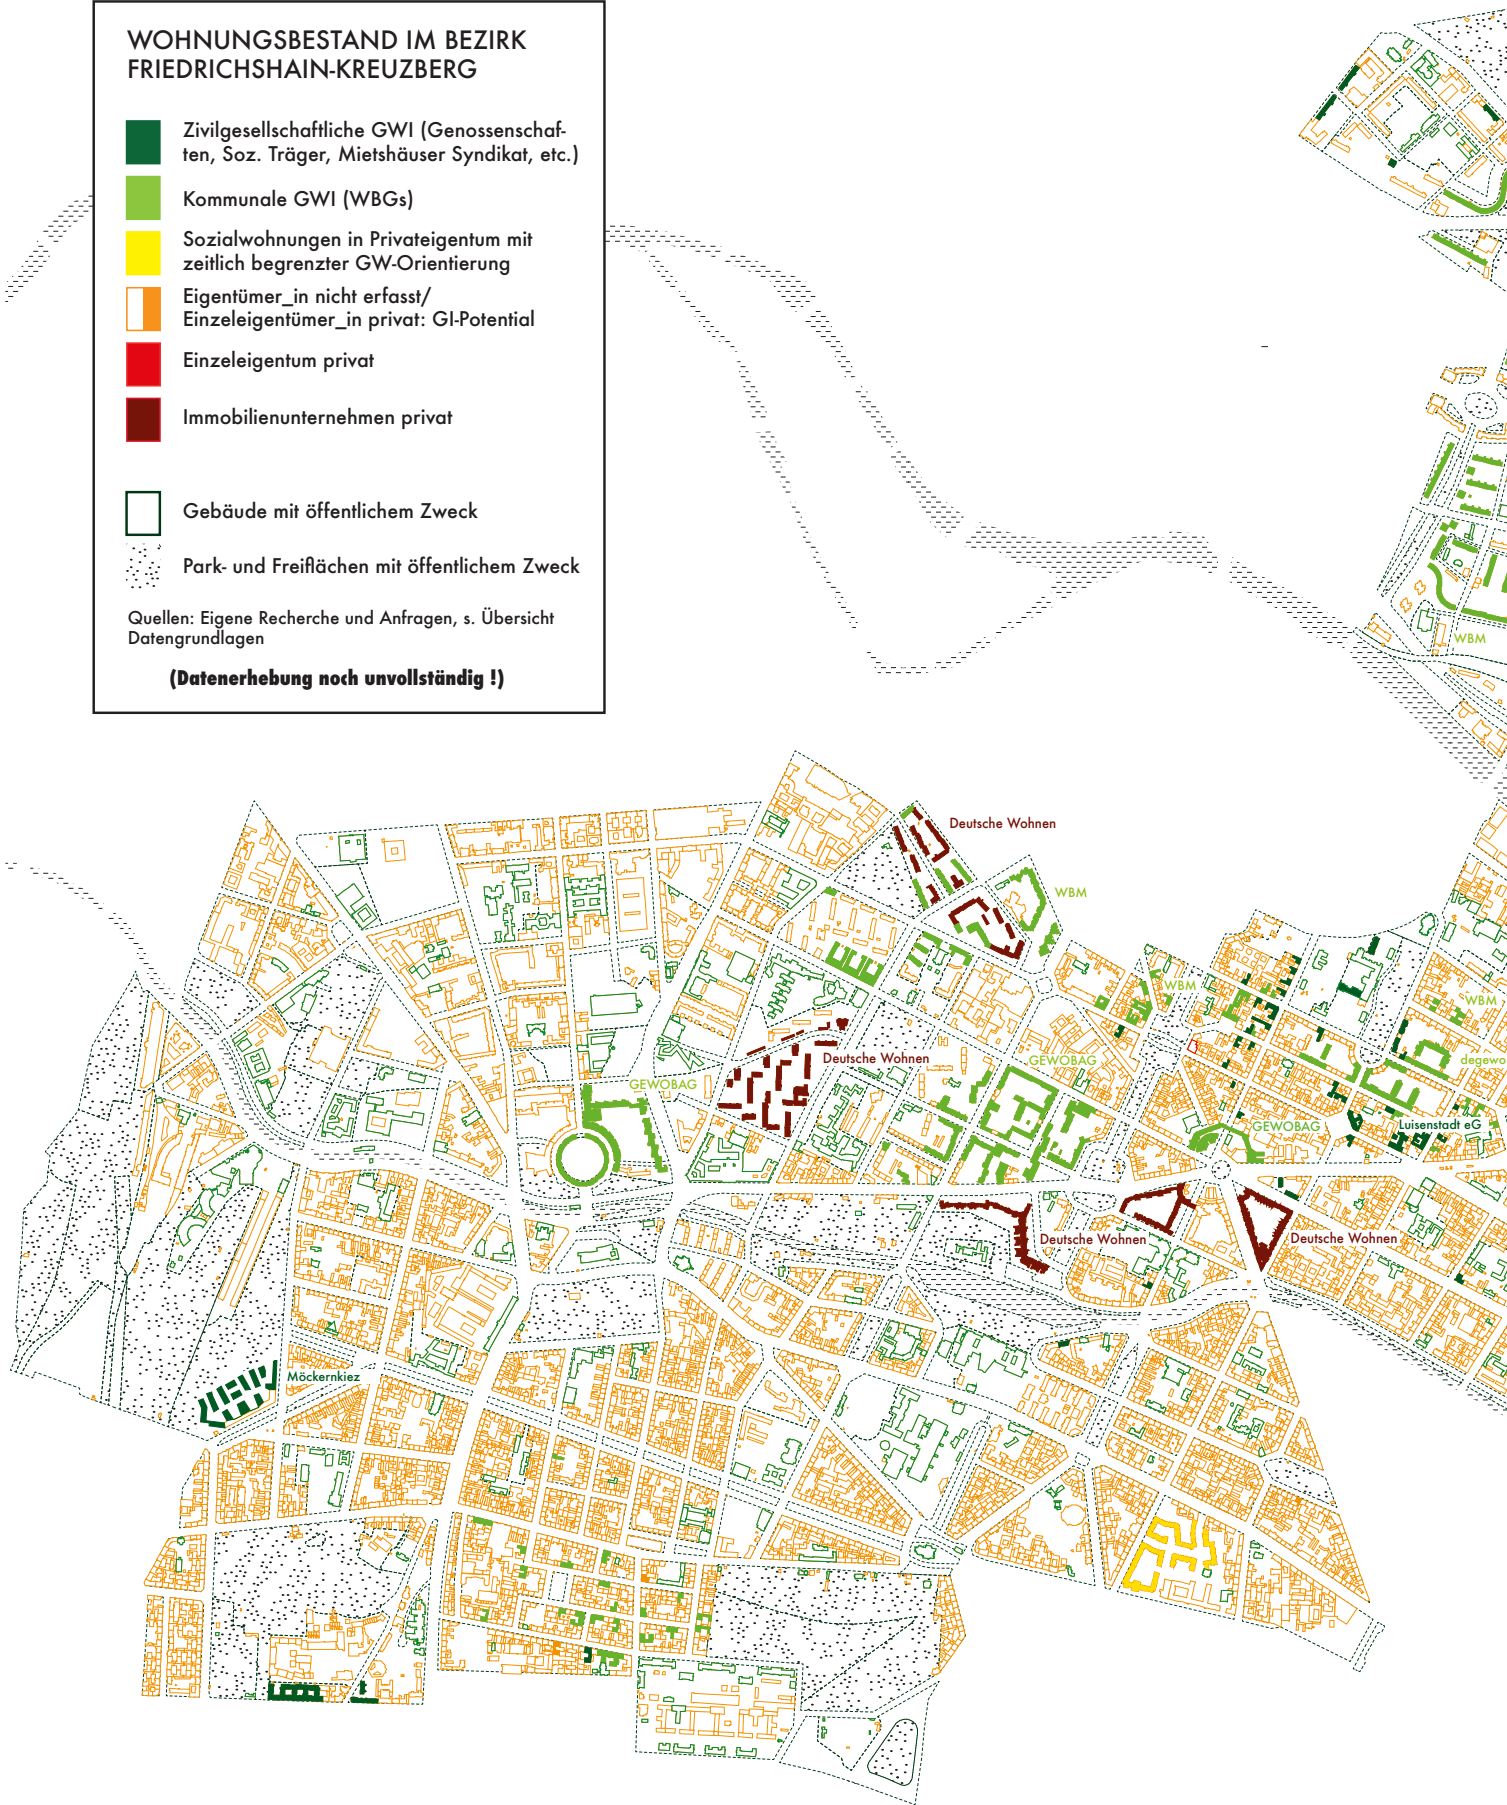 WOHNUNGSBESTAND IM BEZIRK
FRIEDRICHSHAIN-KREUZBERG
Zivilgesellschaftliche GWI (Genossenschaf-
ten, Soz. Träger, Mietshäuser Syndikat, etc.)
Kommunale GWI (WBGs)
Sozialwohnungen in Privateigentum mit
zeitlich begrenzter GW-Orientierung
Eigentümer_in nicht erfasst/
Einzeleigentümer_in privat: GI-Potential
Einzeleigentum privat
Immobilienunternehmen privat
Gebäude mit öffentlichem Zweck
Park- und Freiflächen mit öffentlichem Zweck
Quellen: Eigene Recherche und Anfragen, s. Übersicht
Datengrundlagen
(Datenerhebung noch unvollständig !)
WBM
Deutsche Wohnen
WBM
WBM
WBM
Deutsche Wohnen
GEWOBAG
degewo
GEWOBAG
GEWOBAG
Luisenstadt eG
Deutsche Wohnen
Deutsche Wohnen
Möckernkiez